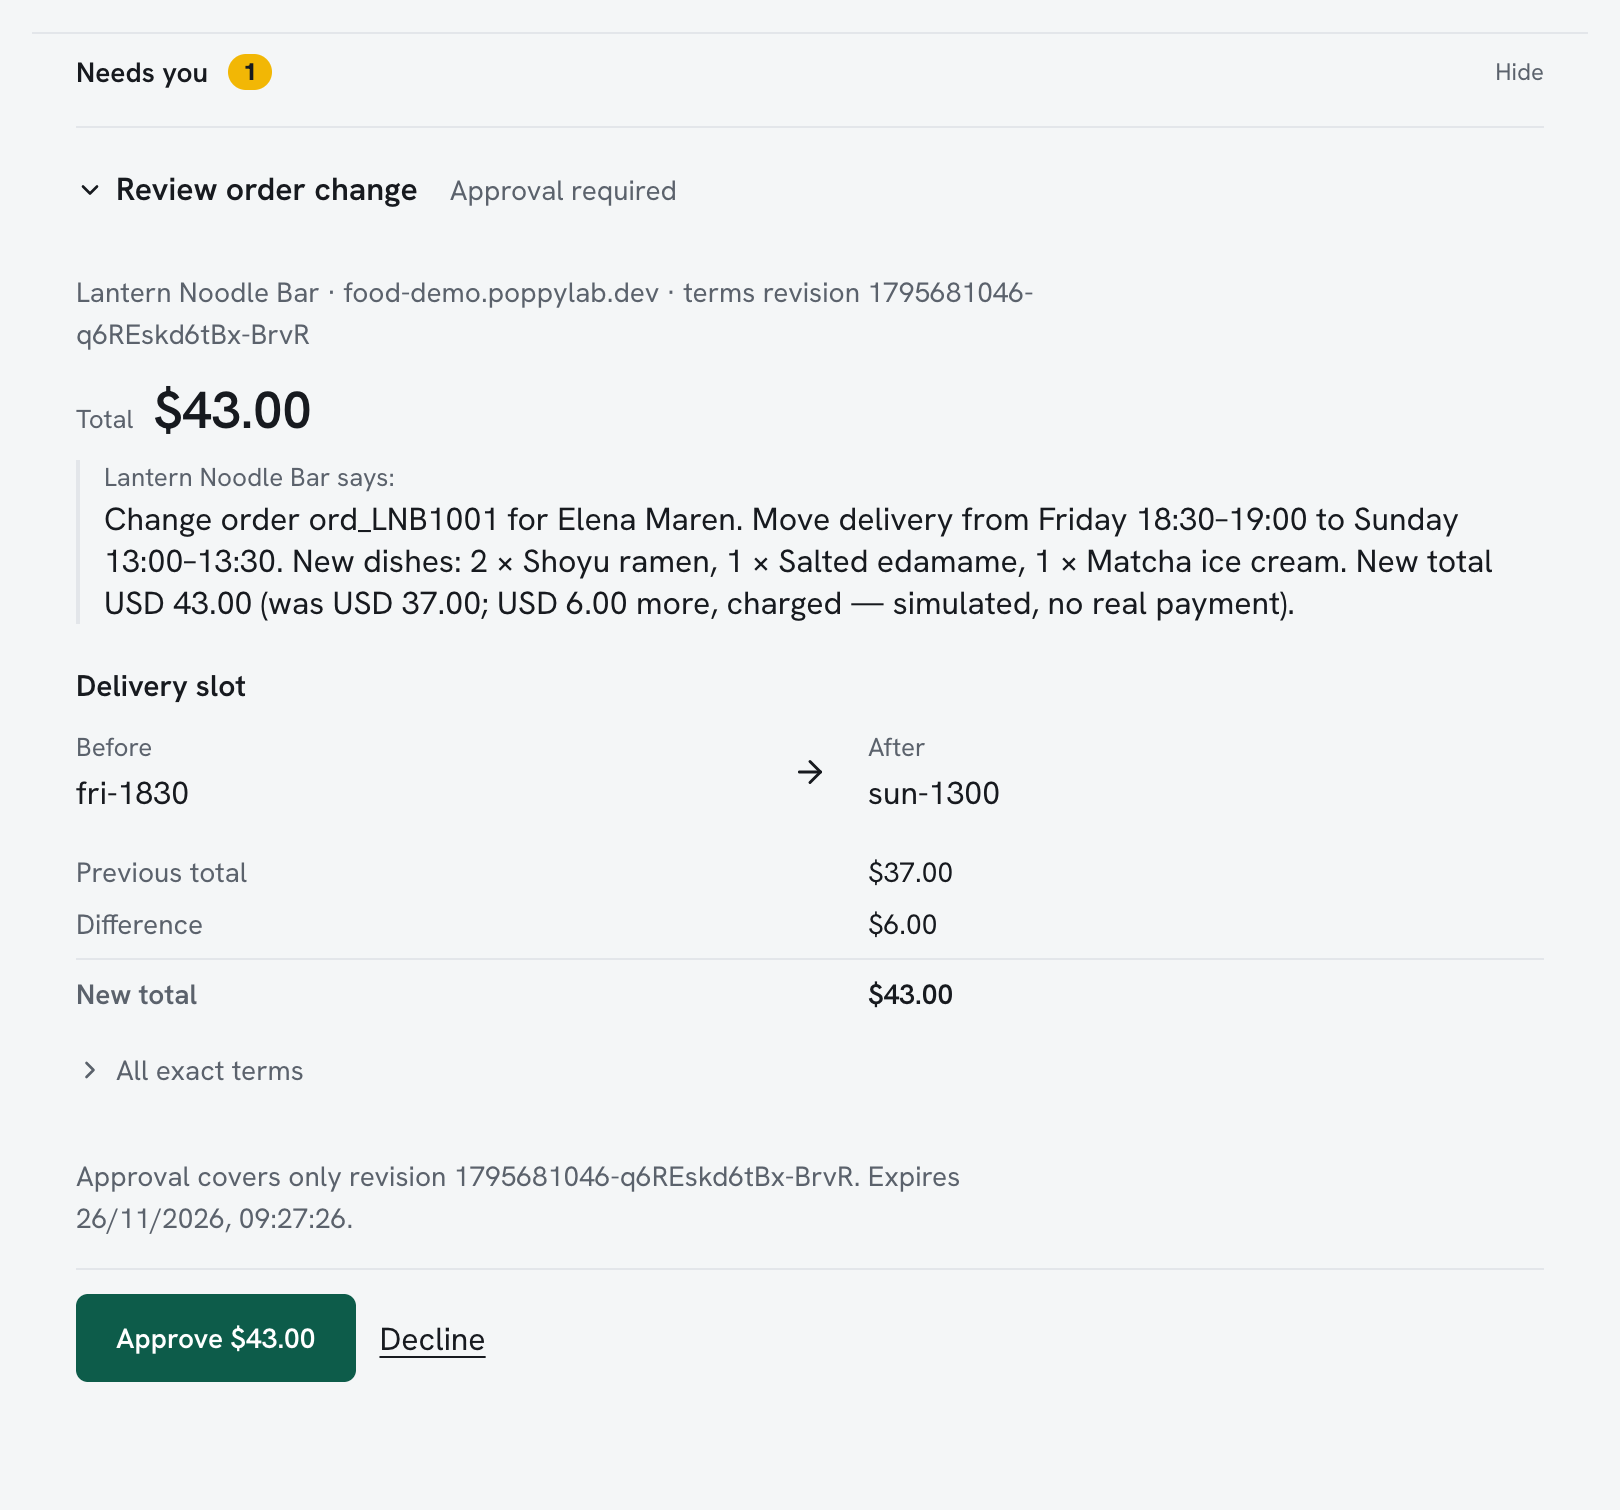 Needs you 1 Hide
Review order change Approval required
Lantern Noodle Bar · food-demo.poppylab.dev · terms revision 1795681046-
q6REskd6tBx-BrvR
Total $43.00
Lantern Noodle Bar says:
Change order ord_LNB1001 for Elena Maren. Move delivery from Friday 18:30–19:00 to Sunday
13:00–13:30. New dishes: 2 × Shoyu ramen, 1 × Salted edamame, 1 × Matcha ice cream. New total
USD 43.00 (was USD 37.00; USD 6.00 more, charged — simulated, no real payment).
Delivery slot
Before After
fri-1830 → sun-1300
Previous total $37.00
Difference $6.00
New total $43.00
All exact terms
Approval covers only revision 1795681046-q6REskd6tBx-BrvR. Expires
26/11/2026, 09:27:26.
Approve $43.00 Decline